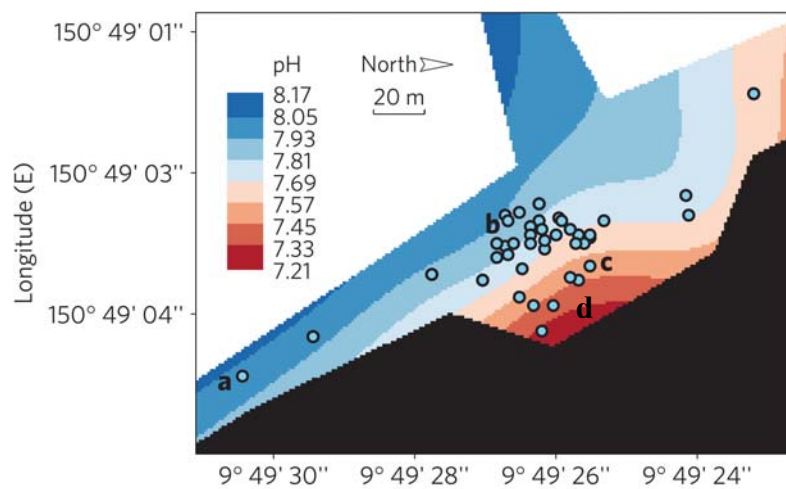 150° 49' 01''
pH
North
8.17
20 m
8.05
7.93
7.81
150° 49' 03''
7.69
7.57
b
7.45
c
7.33
7.21
Longitude (E)
d
150° 49' 04''
a
9° 49' 30''
9° 49' 28''
9° 49' 26''
9° 49' 24''